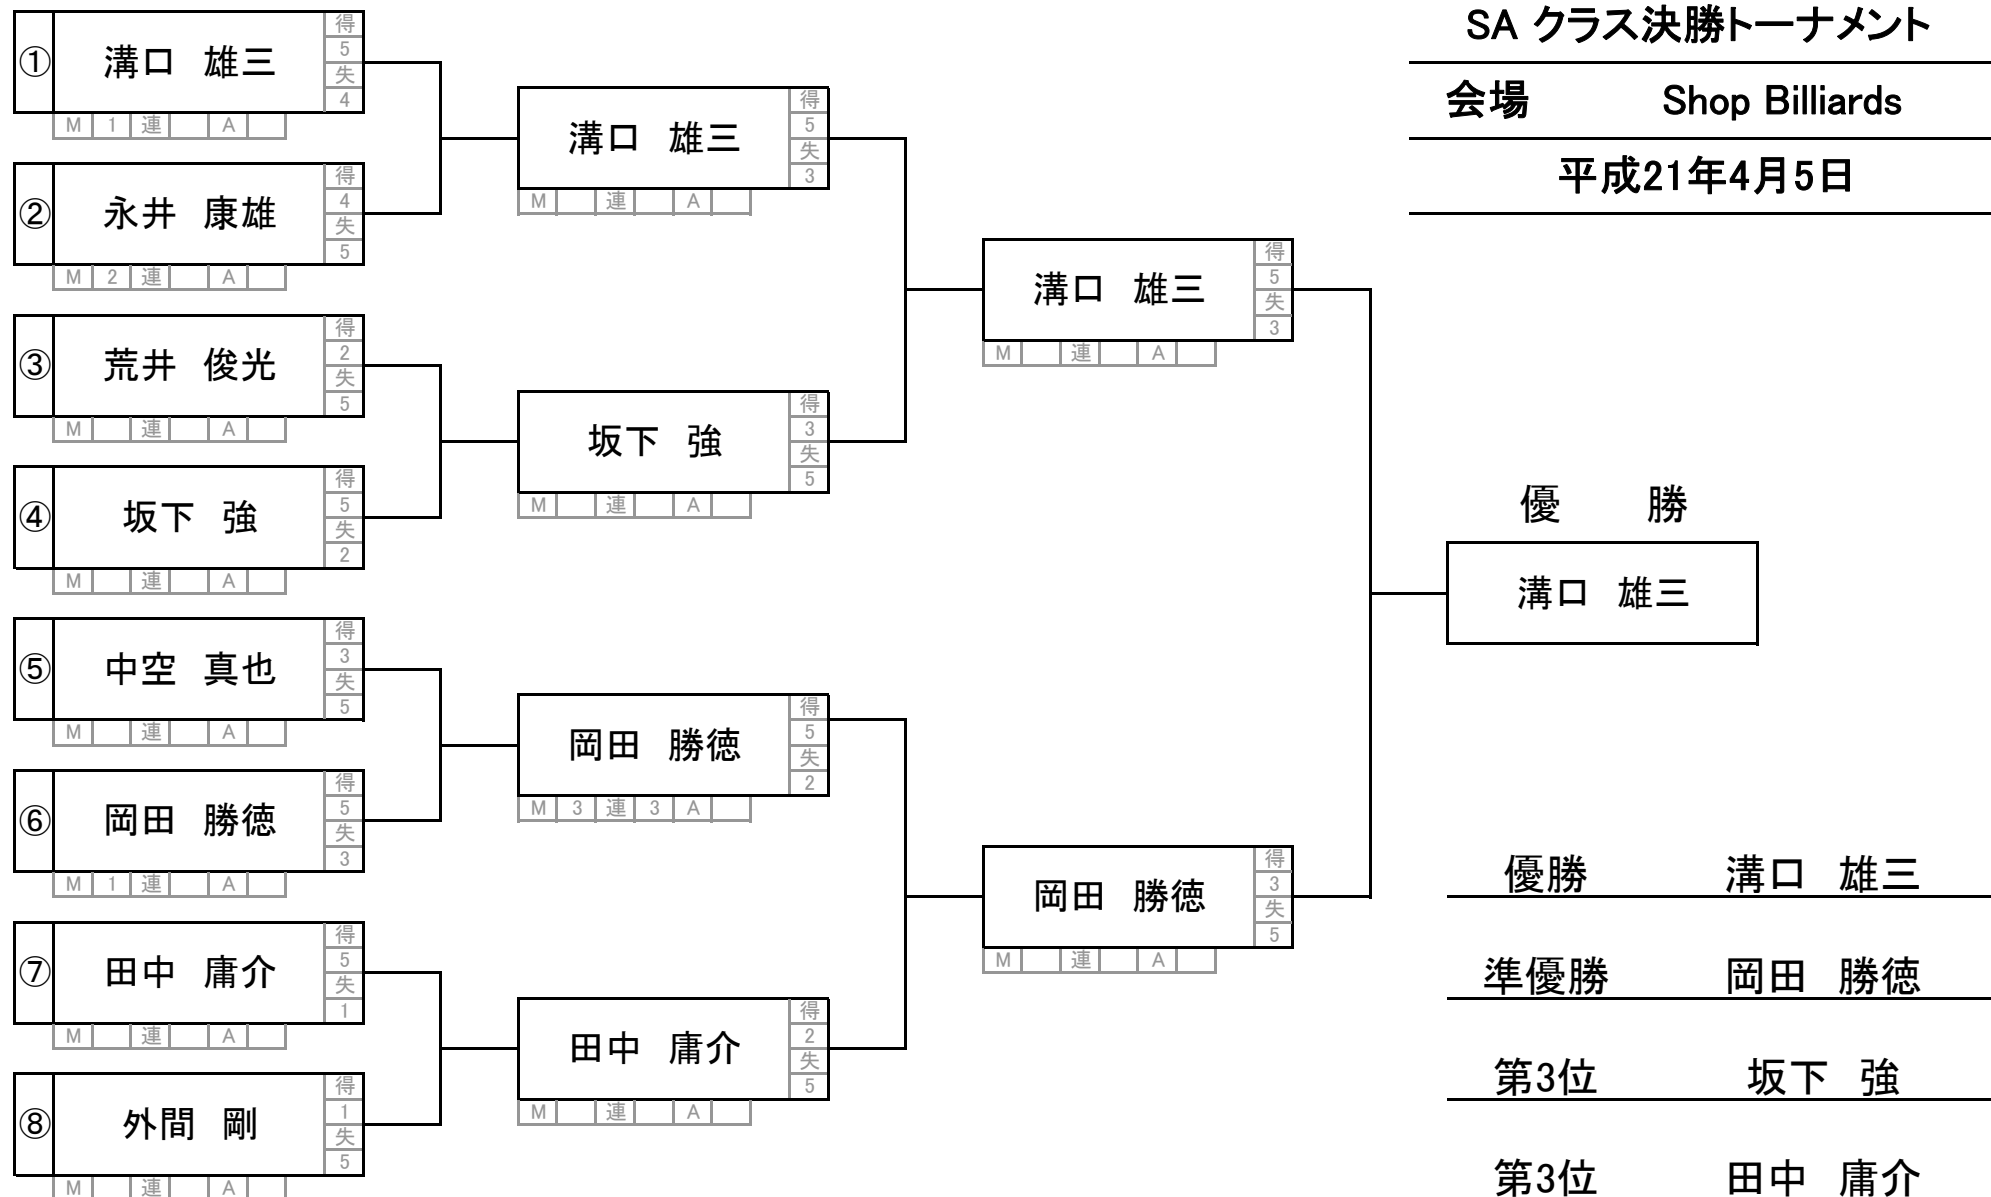 SA クラス決勝トーナメント
会場 Shop Billiards
平成21年4月5日
① 溝口 雄三 得 5 失 4
M 1 連 A
② 永井 康雄 得 4 失 5
M 2 連 A
③ 荒井 俊光 得 2 失 5
M 連 A
④ 坂下 強 得 5 失 2
M 連 A
⑤ 中空 真也 得 3 失 5
M 連 A
⑥ 岡田 勝徳 得 5 失 3
M 1 連 A
⑦ 田中 庸介 得 5 失 1
M 連 A
⑧ 外間 剛 得 1 失 5
M 連 A
溝口 雄三 得 5 失 3
M 連 A
坂下 強 得 3 失 5
M 連 A
岡田 勝徳 得 5 失 2
M 3 連 3 A
田中 庸介 得 2 失 5
M 連 A
溝口 雄三 得 5 失 3
M 連 A
岡田 勝徳 得 3 失 5
M 連 A
優 勝
溝口 雄三
優勝 溝口 雄三
準優勝 岡田 勝徳
第3位 坂下 強
第3位 田中 庸介